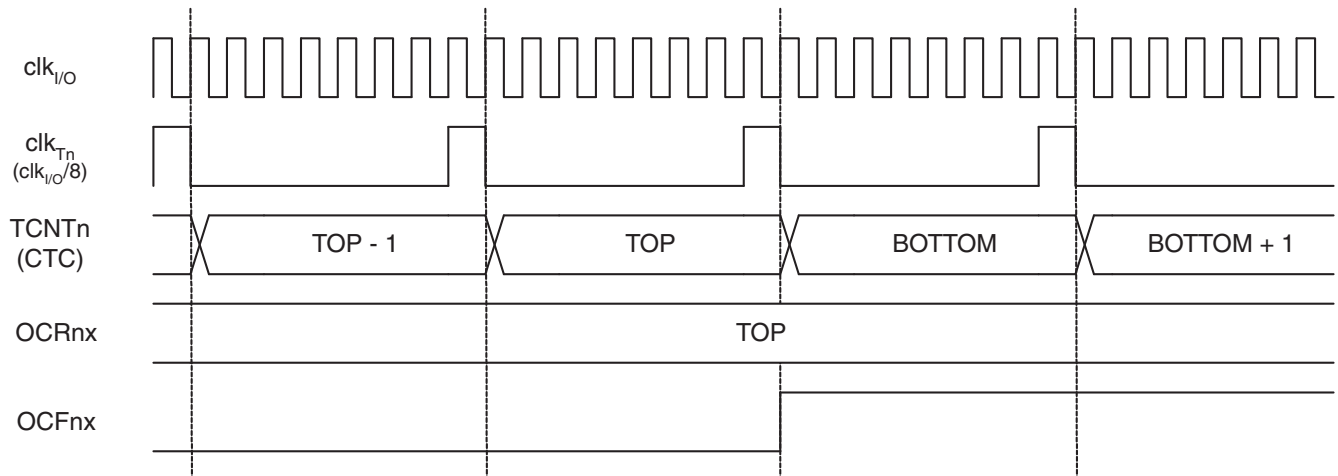 clkI/O
clkTn
(clkI/O/8)
TCNTn
(CTC)
TOP - 1
TOP
BOTTOM
BOTTOM + 1
OCRnx
TOP
OCFnx